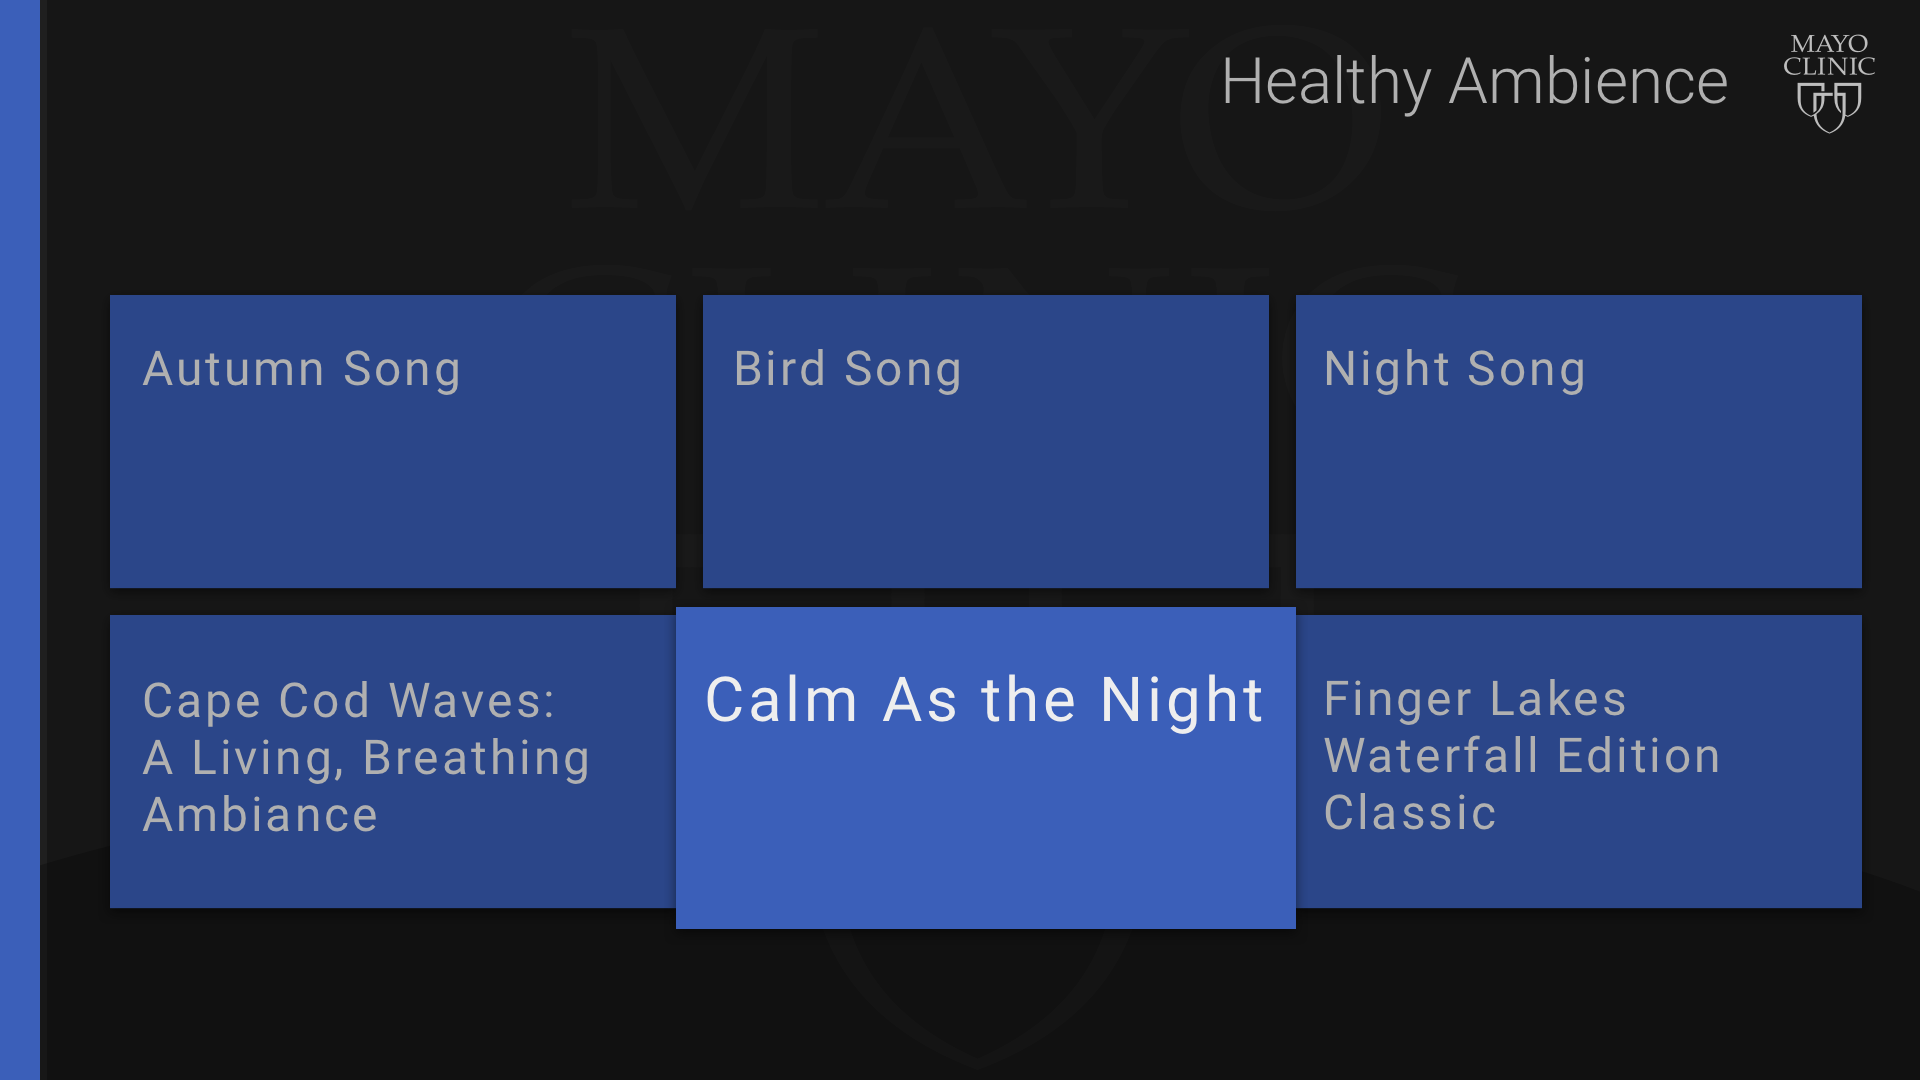 MAYO
CLINIC
Healthy Ambience
MAYO
CLINIC
Autumn Song
Bird Song
Night Song
Cape Cod Waves:
A Living, Breathing
Ambiance
Calm As the Night
Finger Lakes
Waterfall Edition
Classic